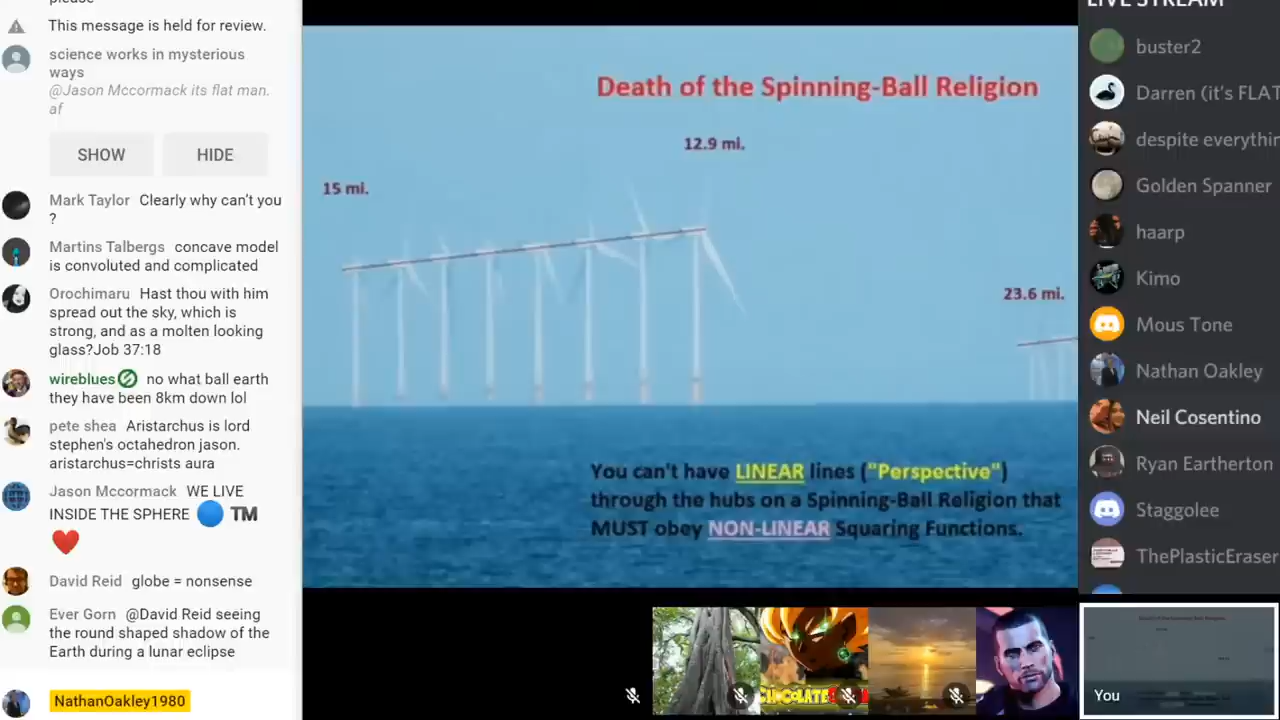 please
This message is held for review.
science works in mysterious
ways
@Jason Mccormack its flat man.
af
SHOW
HIDE
Mark Taylor Clearly why can't you
?
Martins Talbergs concave model
is convoluted and complicated
Orochimaru Hast thou with him
spread out the sky, which is
strong, and as a molten looking
glass?Job 37:18
wireblues no what ball earth
they have been 8km down lol
pete shea Aristarchus is lord
stephen's octahedron jason.
aristarchus=christs aura
Jason Mccormack WE LIVE
INSIDE THE SPHERE 🔵 ™️
❤️
David Reid globe = nonsense
Ever Gorn @David Reid seeing
the round shaped shadow of the
Earth during a lunar eclipse
NathanOakley1980
Death of the Spinning-Ball Religion
12.9 mi.
15 mi.
23.6 mi.
You can't have LINEAR lines ("Perspective")
through the hubs on a Spinning-Ball Religion that
MUST obey NON-LINEAR Squaring Functions.
LIVE STREAM
buster2
Darren (it's FLAT
despite everythin
Golden Spanner
haarp
Kimo
Mous Tone
Nathan Oakley
Neil Cosentino
Ryan Eartherton
Staggolee
ThePlasticEraser
You